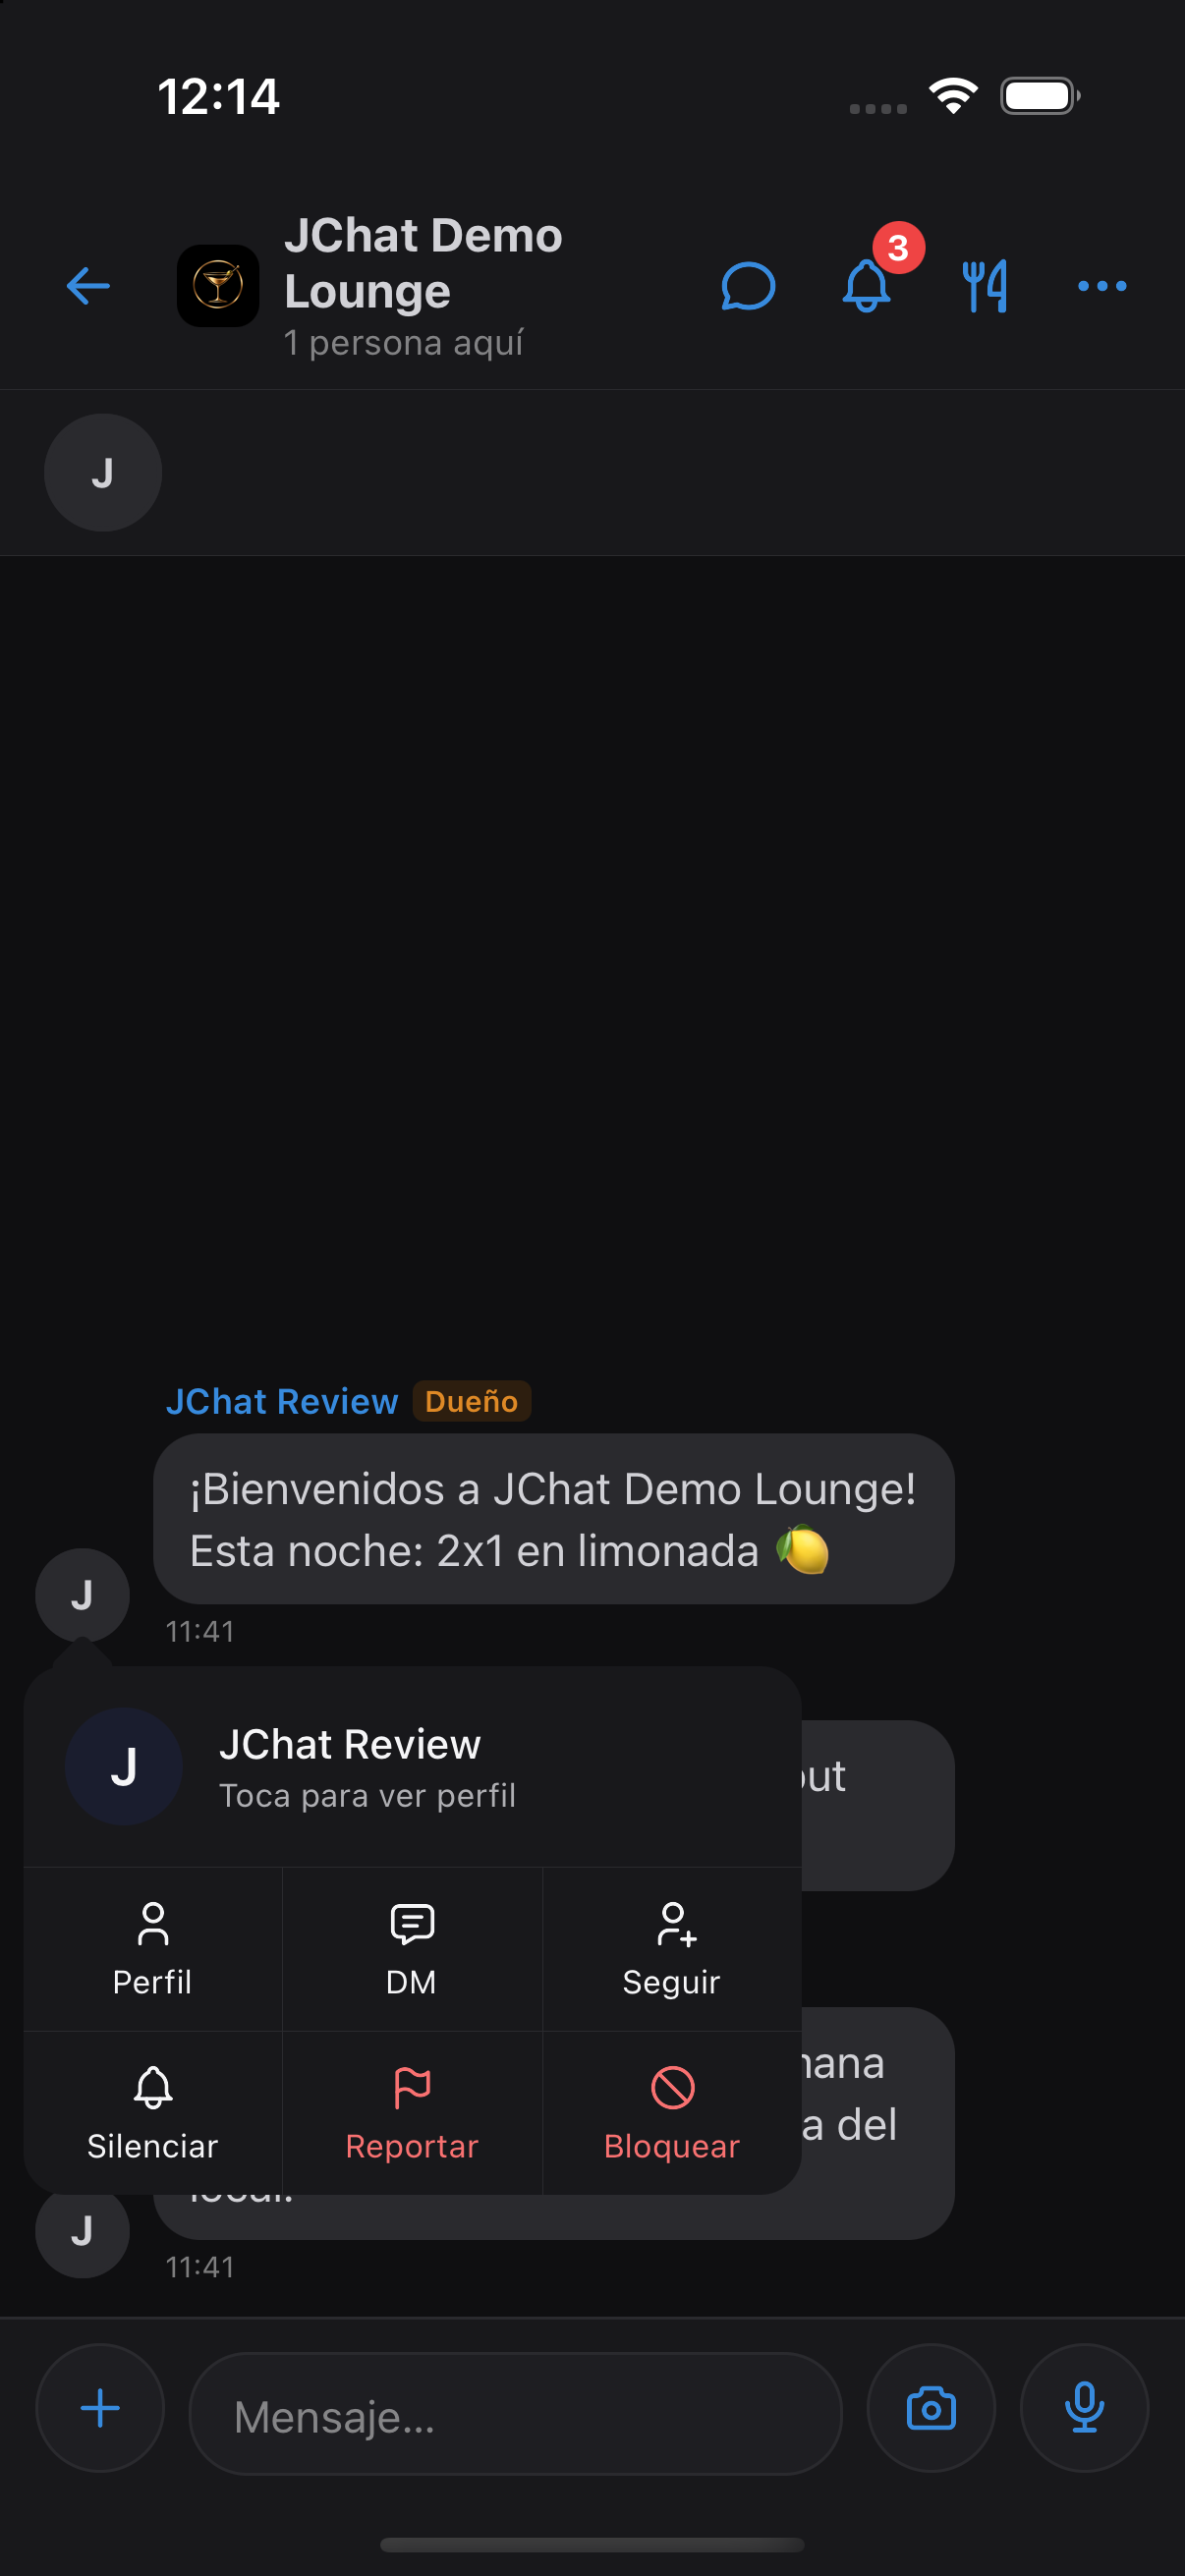 12:14
JChat Demo
Lounge
3
1 persona aquí
J
JChat Review Dueño
¡Bienvenidos a JChat Demo Lounge!
Esta noche: 2x1 en limonada 🍋
J
11:41
J
JChat Review
Toca para ver perfil
Perfil
DM
Seguir
Silenciar
Reportar
Bloquear
a del
J
11:41
Mensaje...